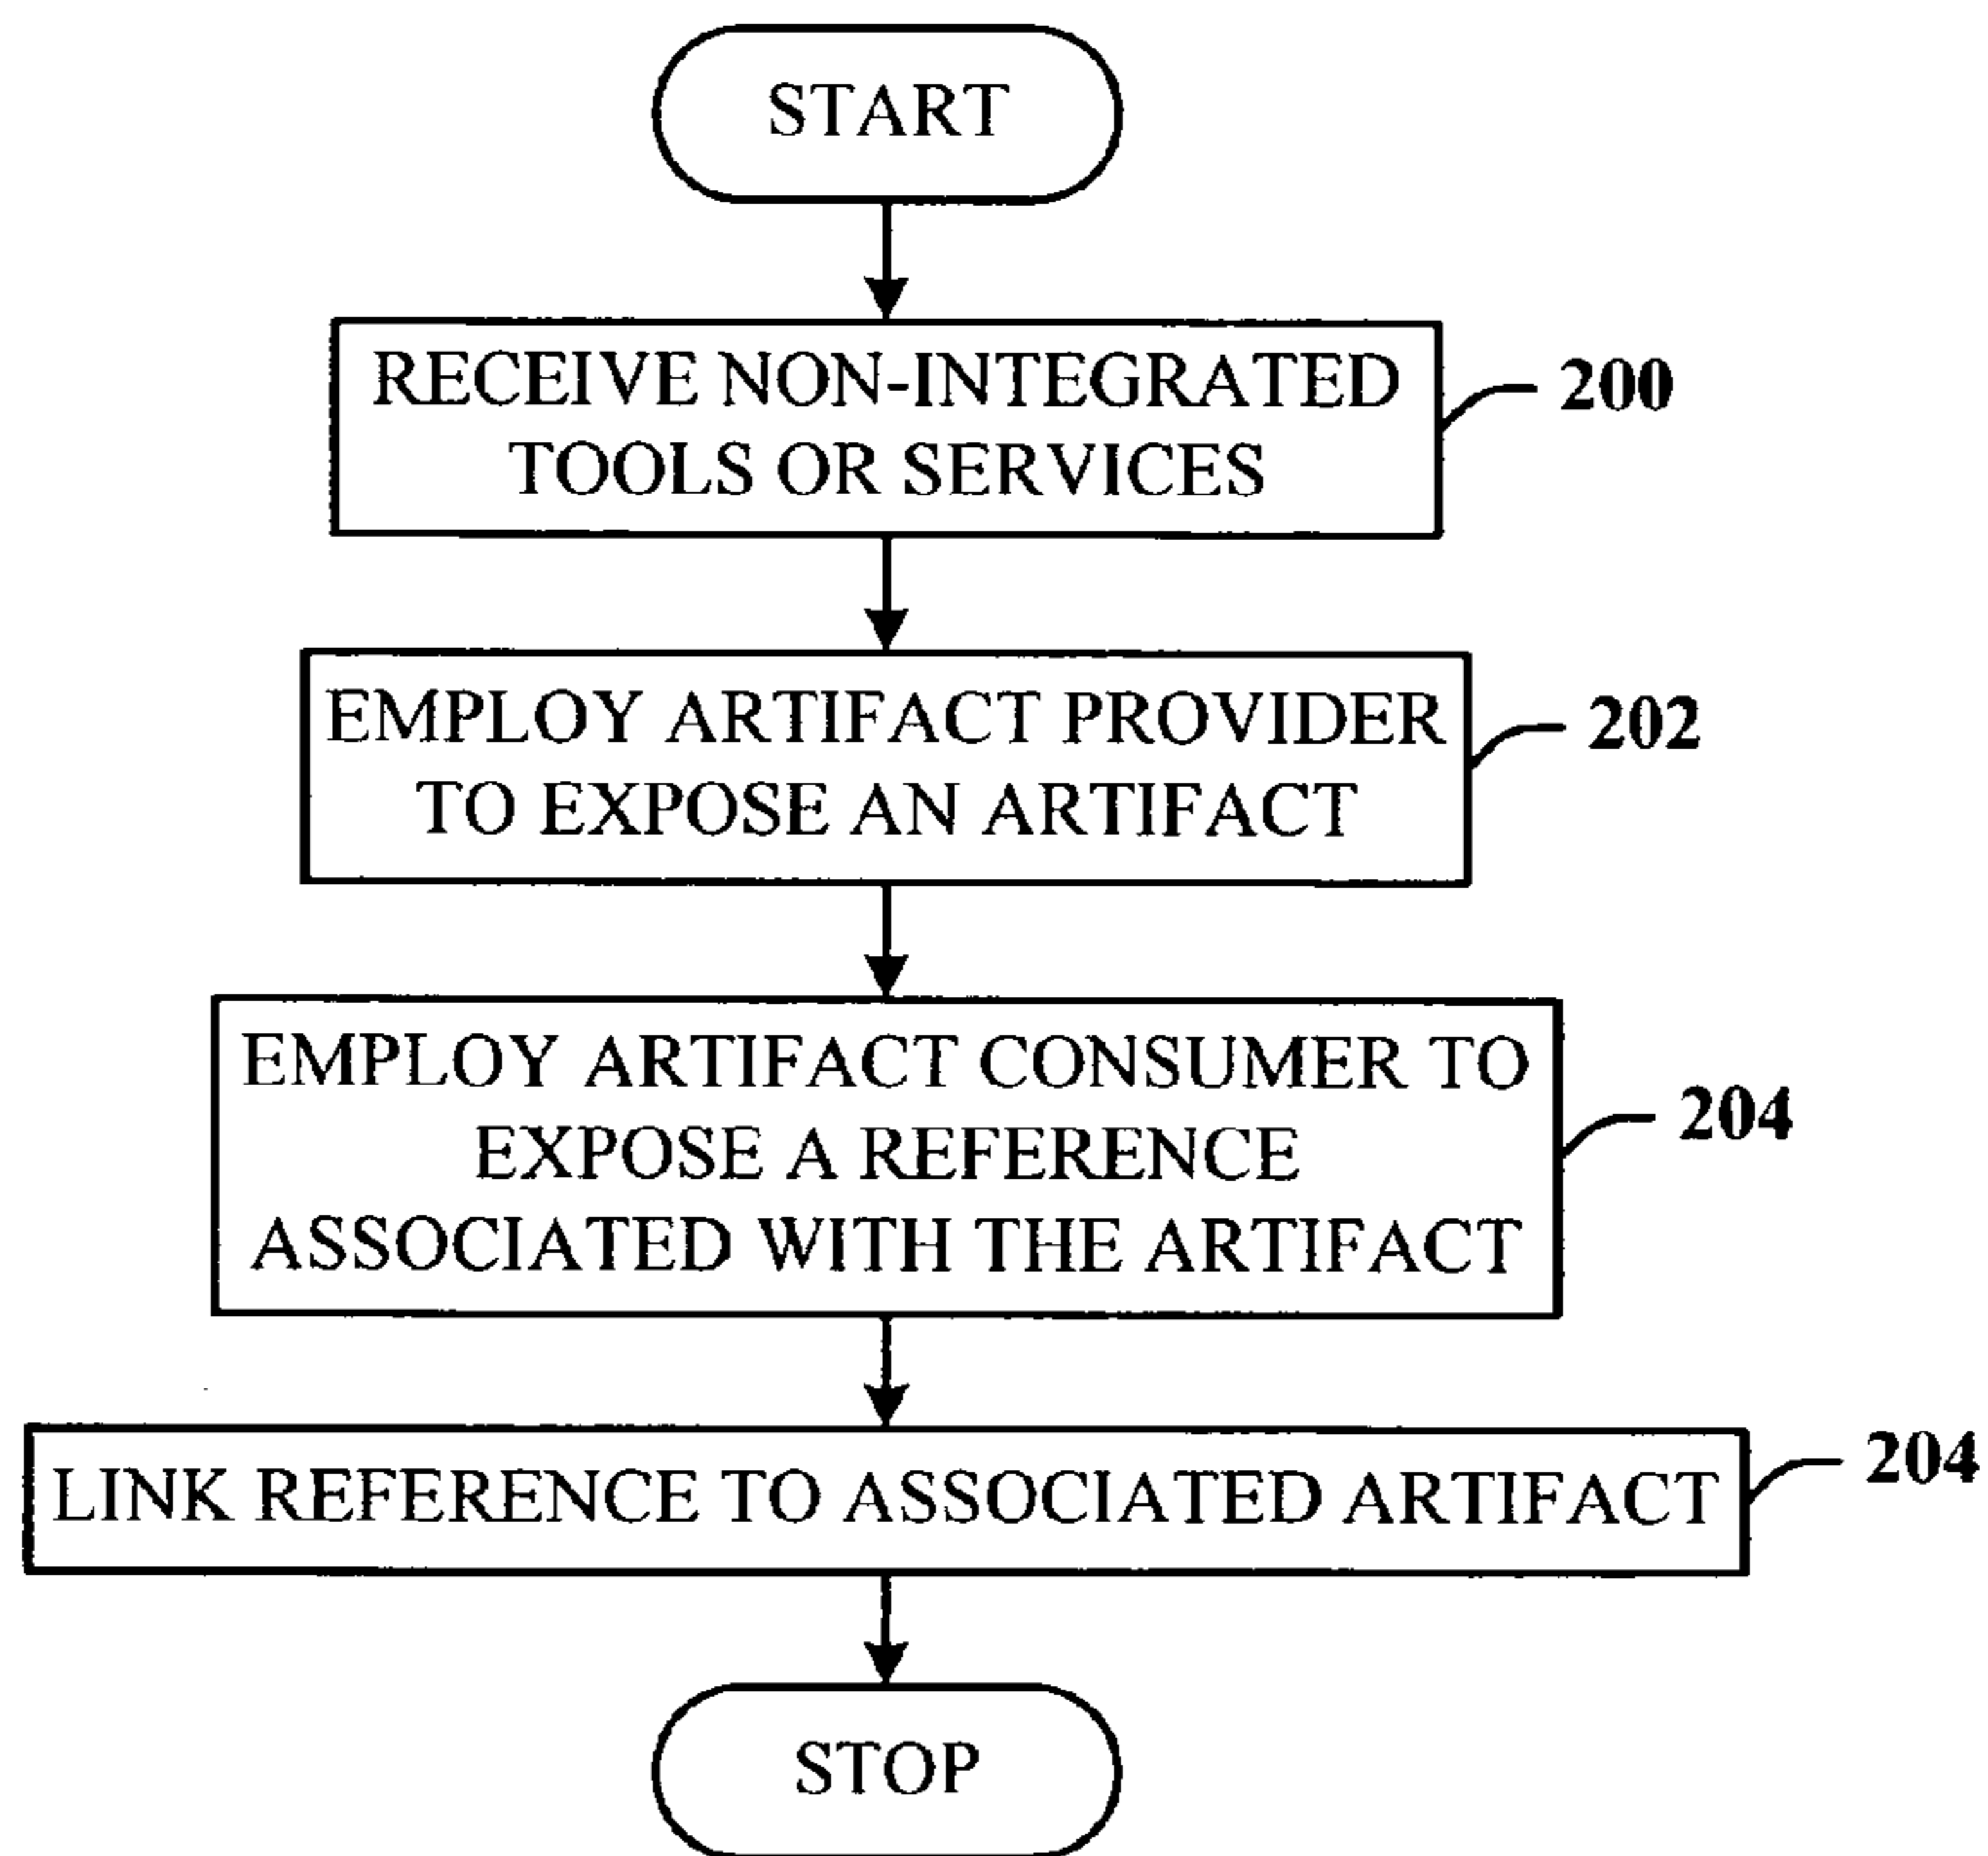 START
RECEIVE NON-INTEGRATED
TOOLS OR SERVICES
200
EMPLOY ARTIFACT PROVIDER
TO EXPOSE AN ARTIFACT
202
EMPLOY ARTIFACT CONSUMER TO
EXPOSE A REFERENCE
ASSOCIATED WITH THE ARTIFACT
204
LINK REFERENCE TO ASSOCIATED ARTIFACT
204
STOP